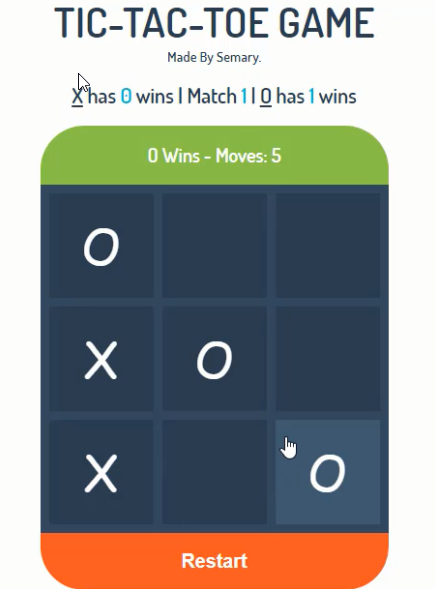 TIC-TAC-TOE GAME
Made By Semary.
X has 0 wins | Match 1 | O has 1 wins
O Wins - Moves: 5
O
X O
X O
Restart